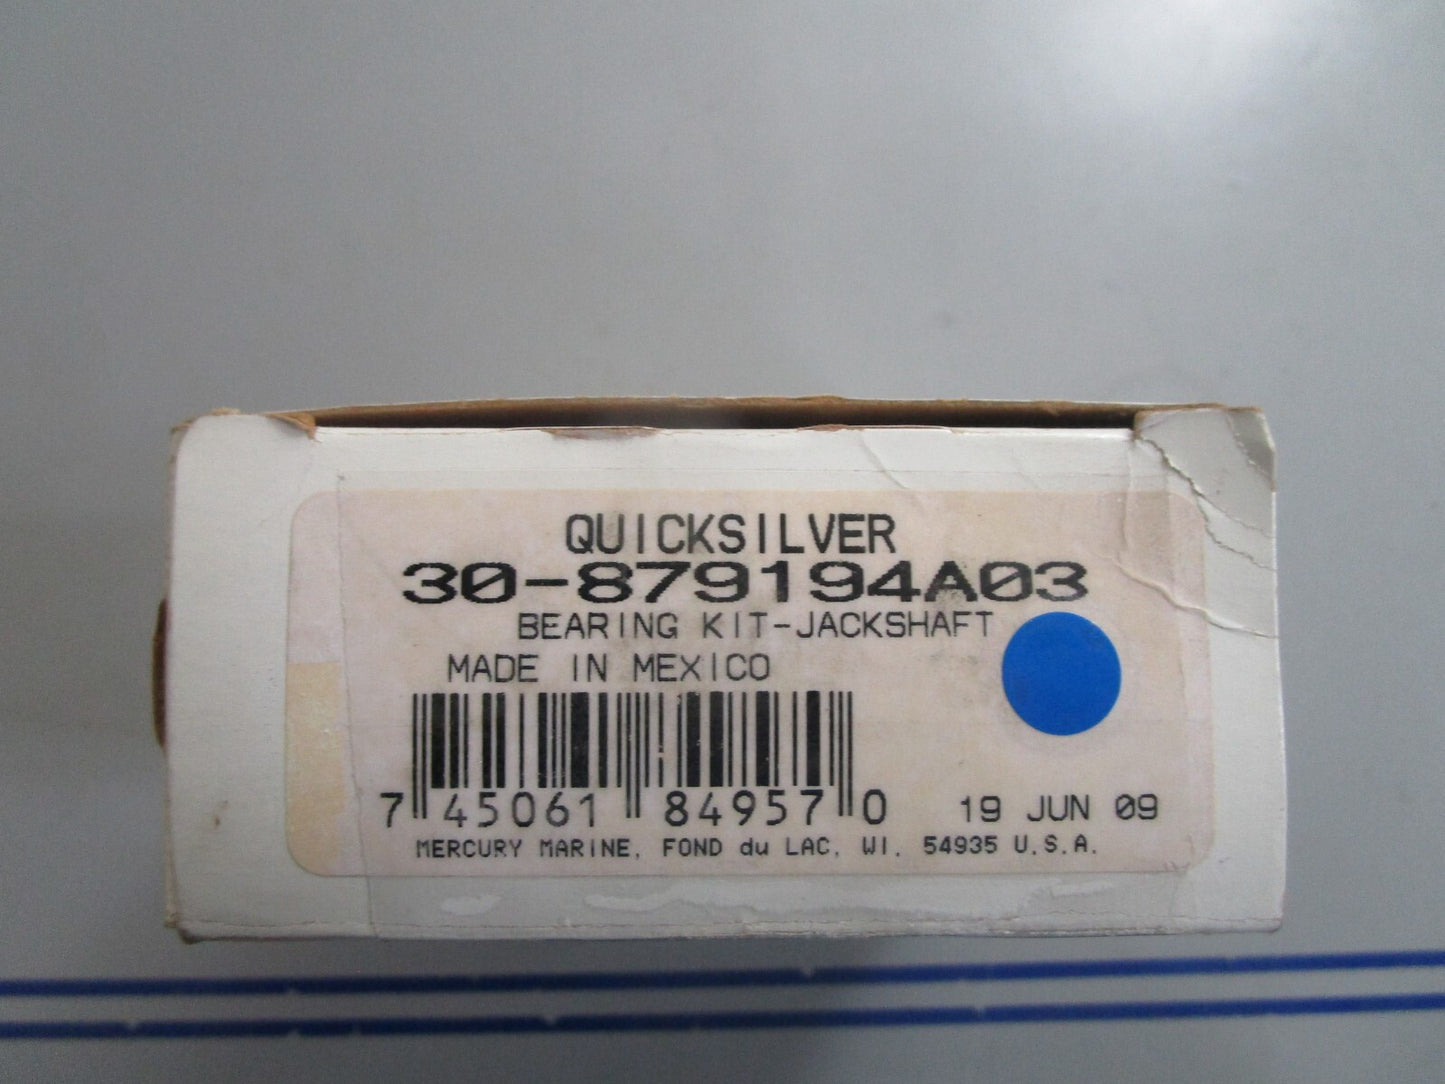 QUICKSILVER
30-879194A03
BEARING KIT-JACKSHAFT
MADE IN MEXICO
7 45061 84957 0
19 JUN 09
MERCURY MARINE, FOND du LAC, WI. 54935 U.S.A.